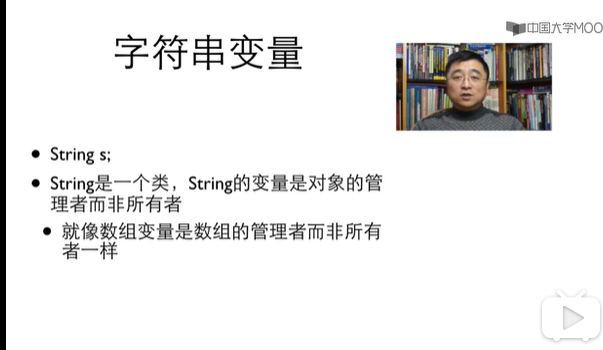 中国大学MOO
字符串变量
String s;
String是一个类，String的变量是对象的管
理者而非所有者
就像数组变量是数组的管理者而非所有
者一样